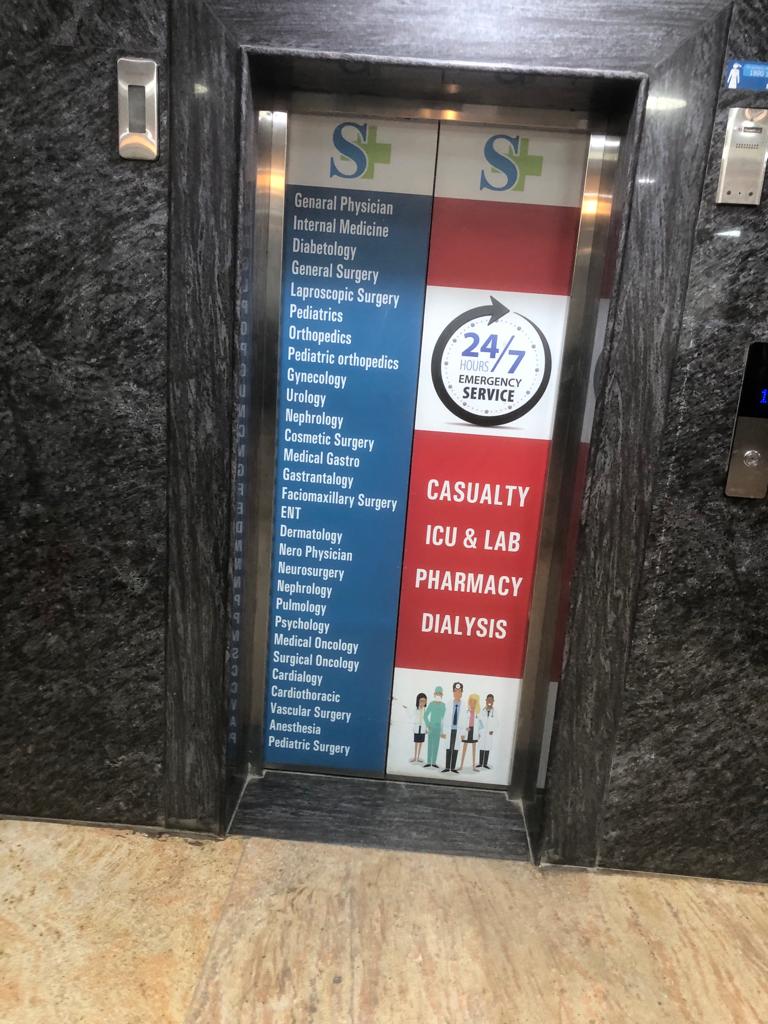 S
S
Genaral Physician
Internal Medicine
Diabetology
General Surgery
Laproscopic Surgery
Pediatrics
Orthopedics
Pediatric orthopedics
Gynecology
Urology
Nephrology
Cosmetic Surgery
Medical Gastro
Gastrantalogy
Faciomaxillary Surgery
ENT
Dermatology
Nero Physician
Neurosurgery
Nephrology
Pulmology
Psychology
Medical Oncology
Surgical Oncology
Cardialogy
Cardiothoracic
Vascular Surgery
Anesthesia
Pediatric Surgery
24/7
HOURS
EMERGENCY
SERVICE
CASUALTY
ICU & LAB
PHARMACY
DIALYSIS
1800
1